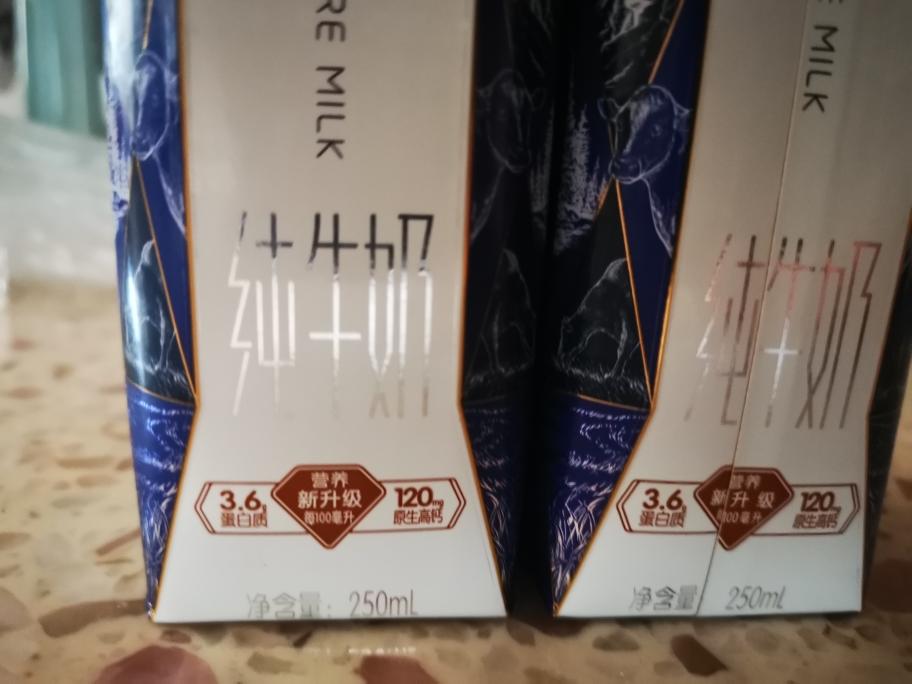 RE MILK
纯牛奶
3.6g
蛋白质
营养
新升级
每100毫升
120mg
原生高钙
净含量: 250mL
E MILK
纯牛奶
3.6g
蛋白质
营养
新升级
每100毫升
120mg
原生高钙
净含量 250mL